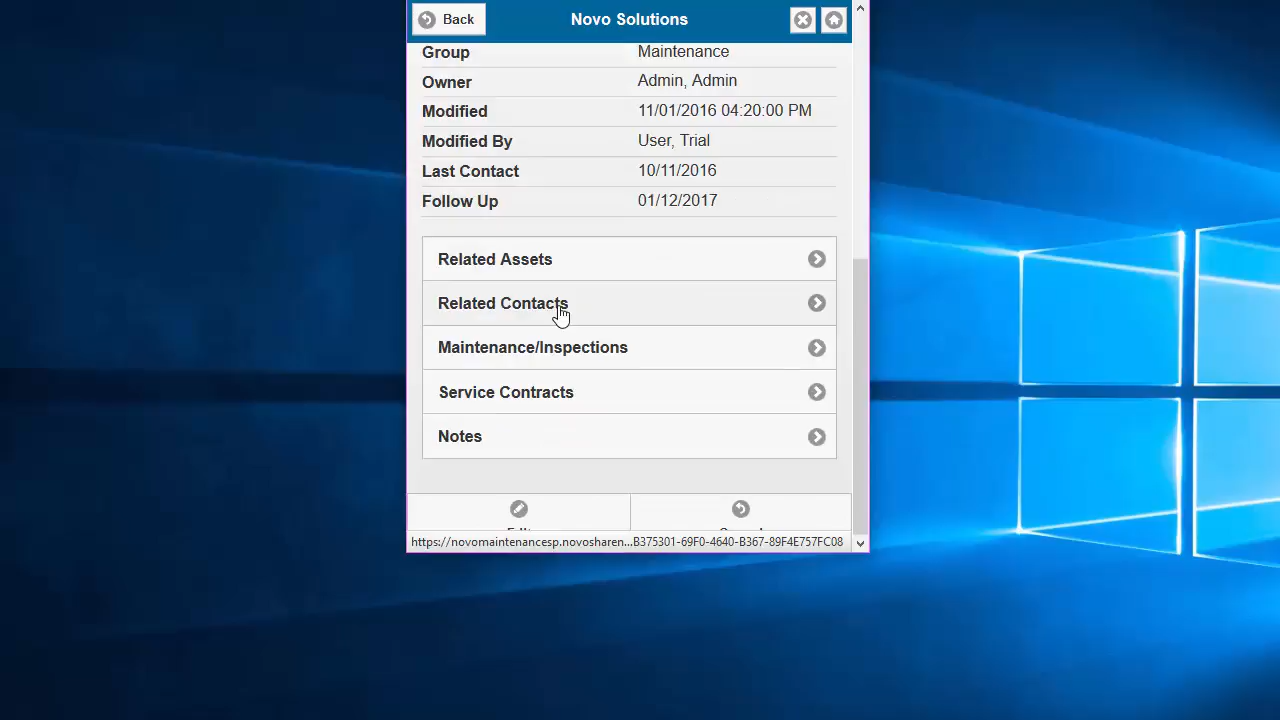 Back
Novo Solutions
Group Maintenance
Owner Admin, Admin
Modified 11/01/2016 04:20:00 PM
Modified By User, Trial
Last Contact 10/11/2016
Follow Up 01/12/2017
Related Assets
Related Contacts
Maintenance/Inspections
Service Contracts
Notes
https://novomaintenancesp.novosharen...B375301-69F0-4640-B367-89F4E757FC08